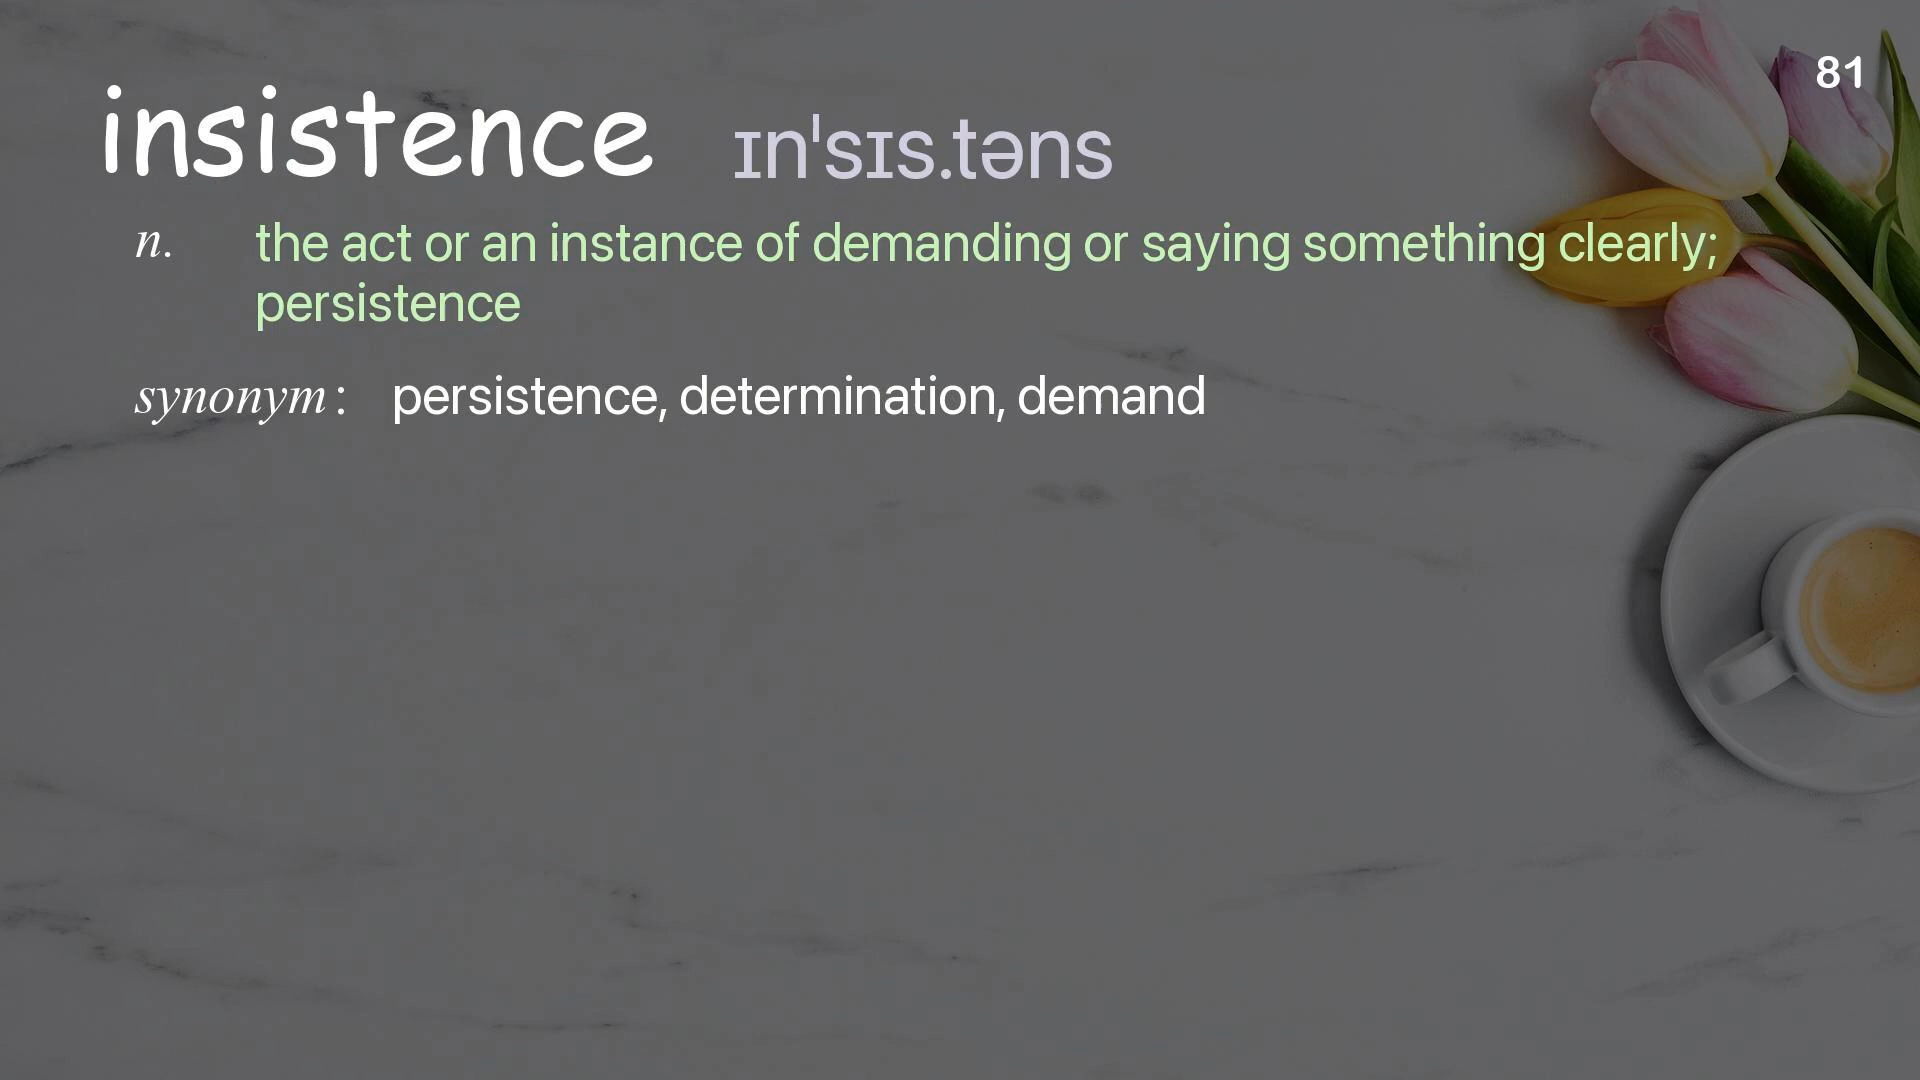 81
insistence ɪnˈsɪs.təns
n. the act or an instance of demanding or saying something clearly;
persistence
synonym: persistence, determination, demand